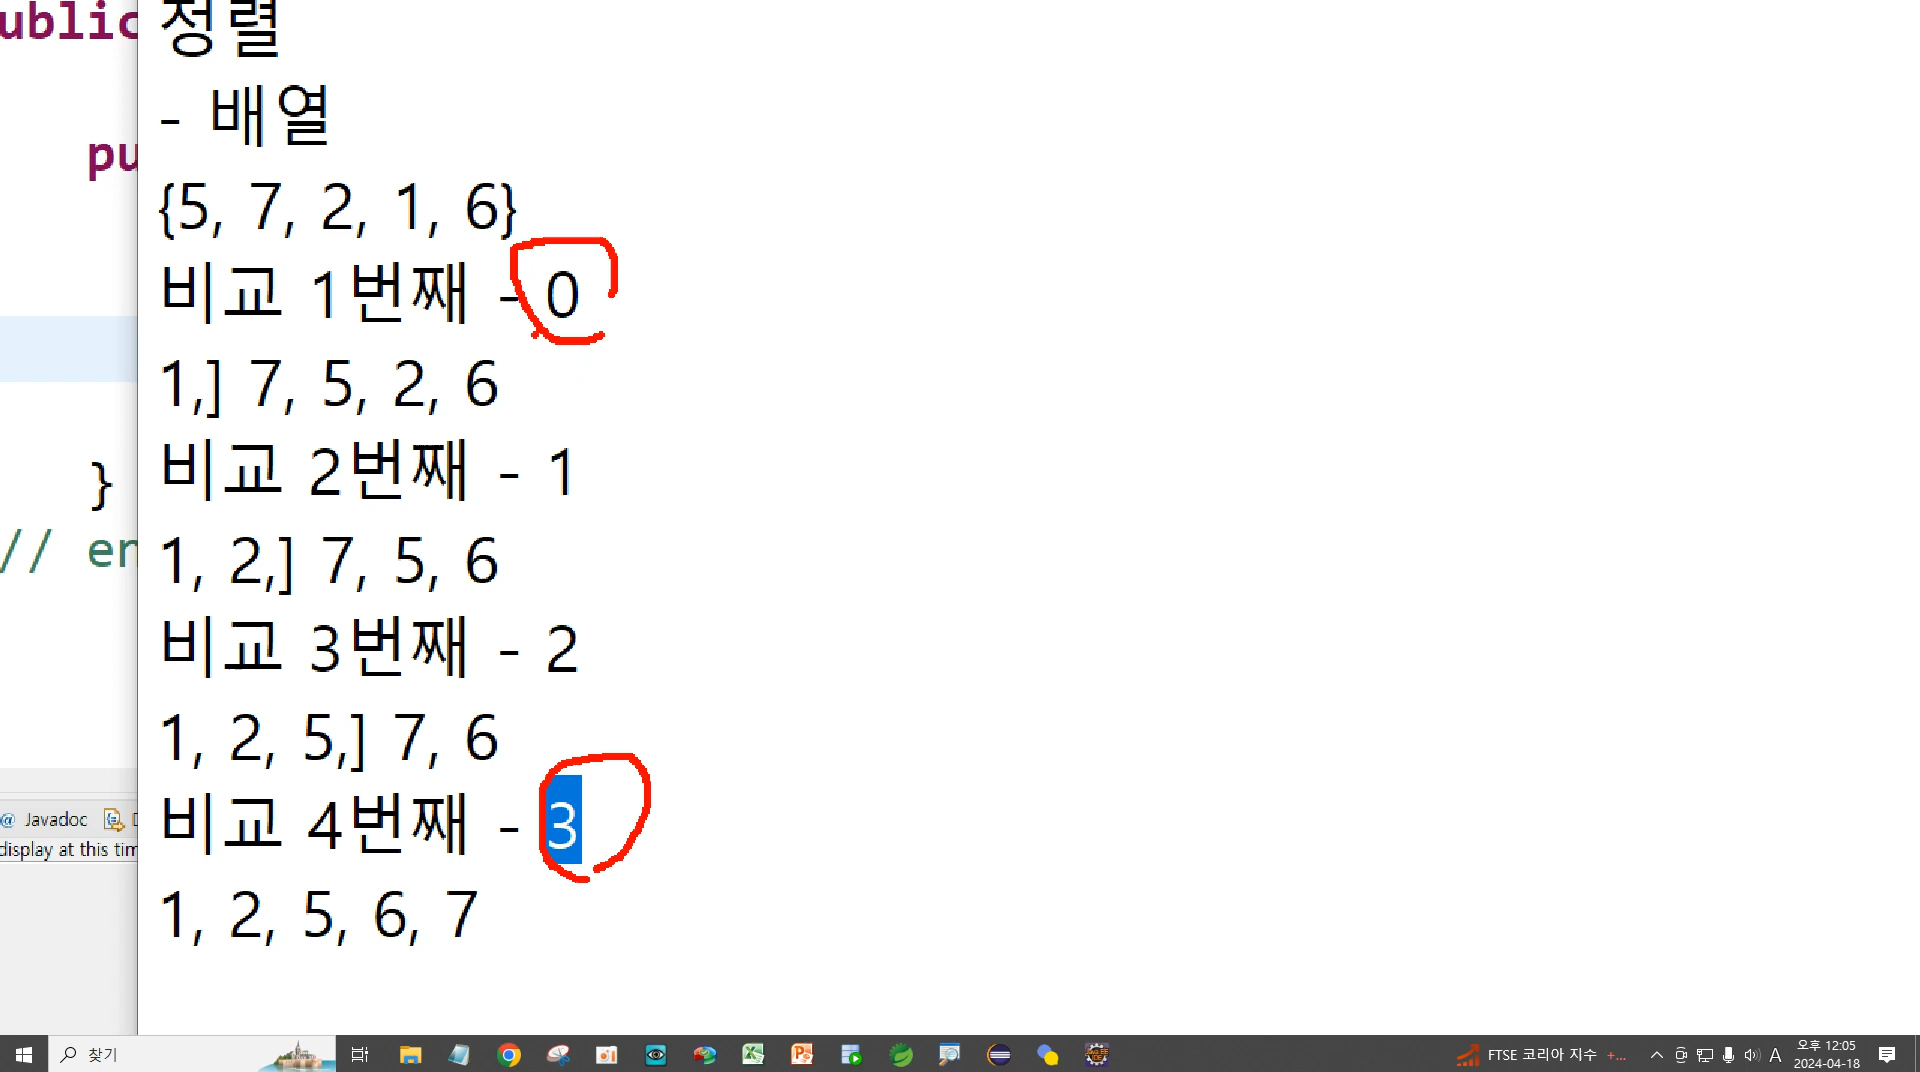 public
pu
}
// en
@ Javadoc
display at this tim
정렬
- 배열
{5, 7, 2, 1, 6}
비교 1번째 - 0
1,] 7, 5, 2, 6
비교 2번째 - 1
1, 2,] 7, 5, 6
비교 3번째 - 2
1, 2, 5,] 7, 6
비교 4번째 - 3
1, 2, 5, 6, 7
찾기
FTSE 코리아 지수 +...
A
오후 12:05
2024-04-18